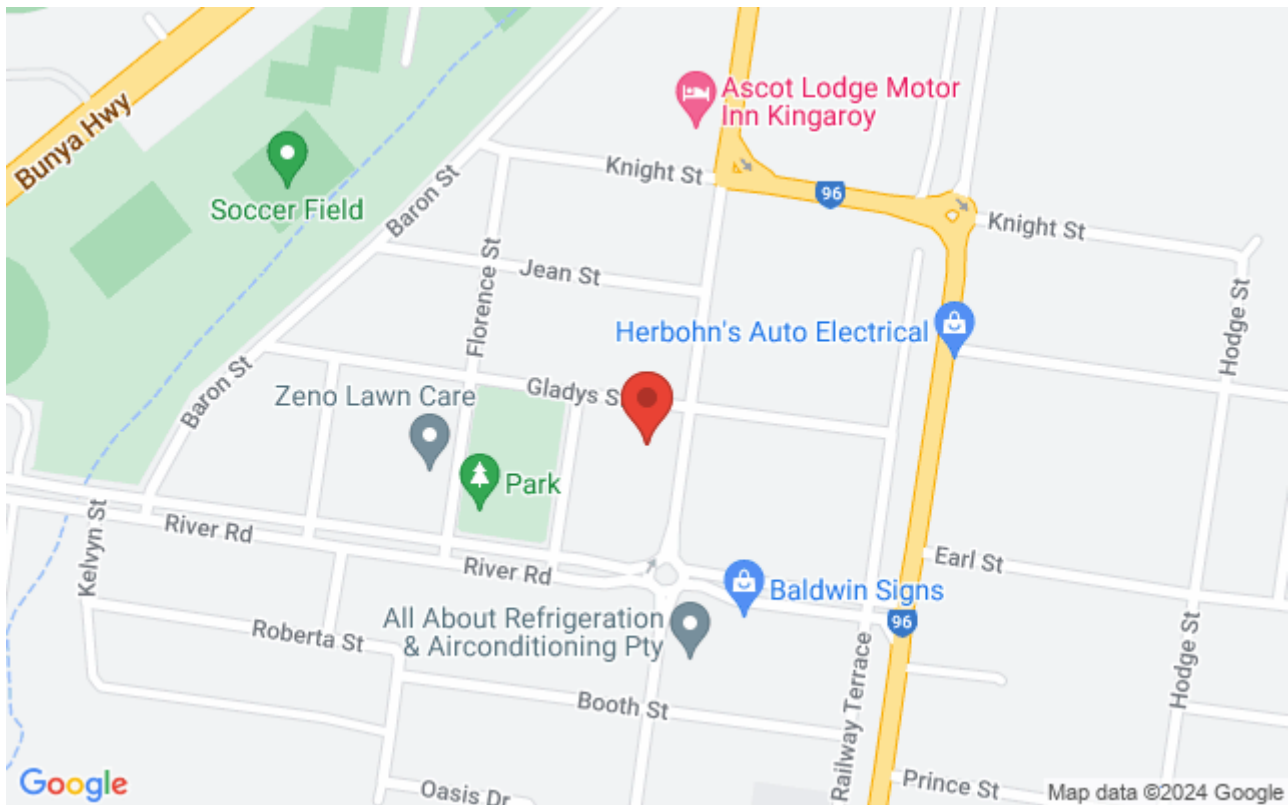 Ascot Lodge Motor
Inn Kingaroy
Bunya Hwy
Knight St
96
Soccer Field
Baron St
Knight St
Jean St
Florence St
Hodge St
Herbohn's Auto Electrical
Baron St
Zeno Lawn Care
Gladys S
Park
River Rd
Kelvyn St
River Rd
Earl St
Baldwin Signs
All About Refrigeration
& Airconditioning Pty
96
Roberta St
Hodge St
Booth St
Railway Terrace
Google
Oasis Dr
Prince St
Map data ©2024 Google